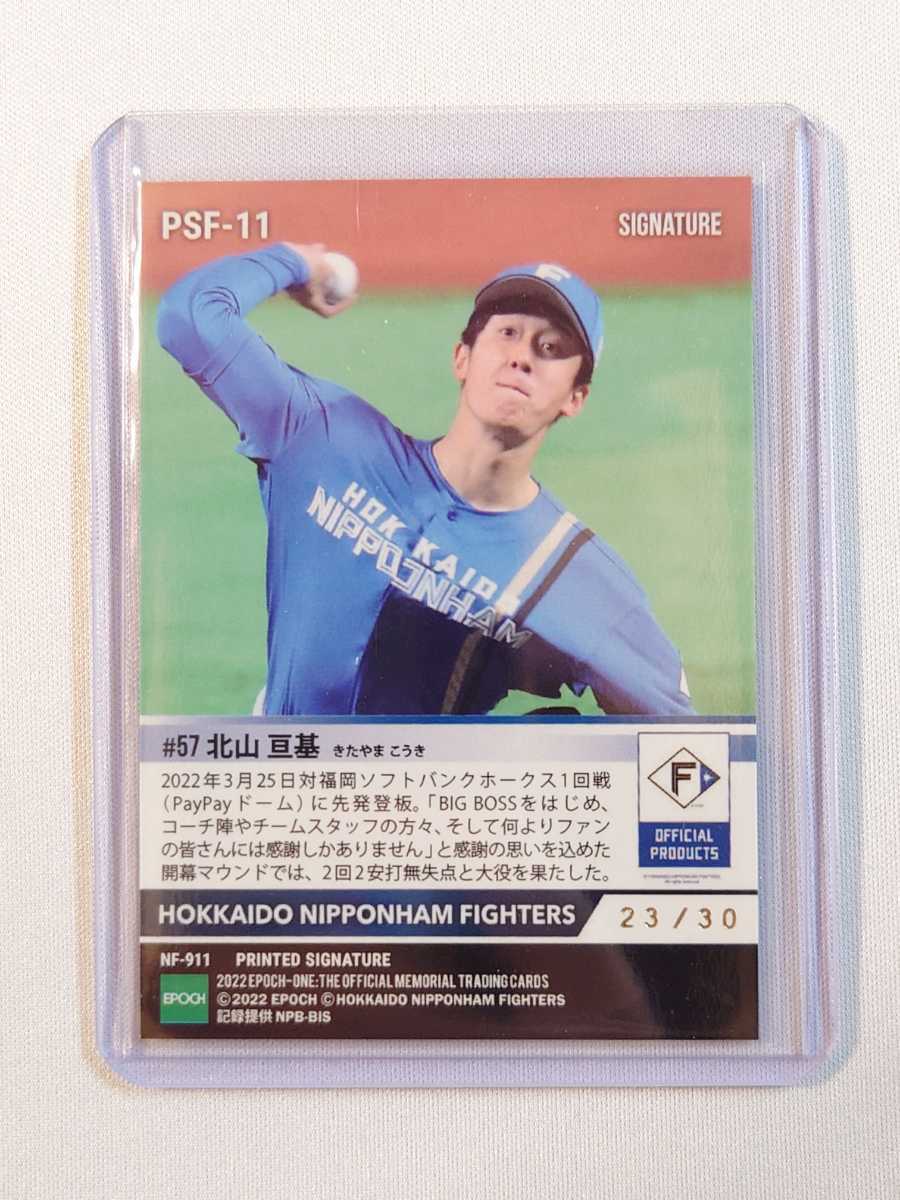 PSF-11
SIGNATURE
F
HOKKAIDO
NIPPONHAM
#57 北山 亘基 きたやま こうき
2022年3月25日対福岡ソフトバンクホークス1回戦
(PayPayドーム)に先発登板。「BIG BOSSをはじめ、
コーチ陣やチームスタッフの方々、そして何よりファン
の皆さんには感謝しかありません」と感謝の思いを込めた
開幕マウンドでは、2回2安打無失点と大役を果たした。
F
OFFICIAL
PRODUCTS
HOKKAIDO NIPPONHAM FIGHTERS
23/30
NF-911 PRINTED SIGNATURE
EPOCH
2022 EPOCH-ONE:THE OFFICIAL MEMORIAL TRADING CARDS
©2022 EPOCH ©HOKKAIDO NIPPONHAM FIGHTERS
記録提供 NPB-BIS